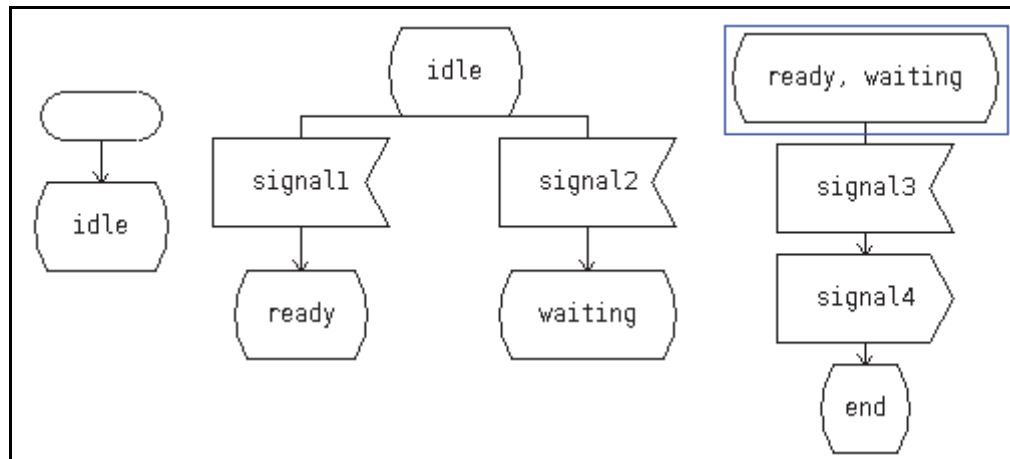 idle
idle
signal1
signal2
ready
waiting
ready, waiting
signal3
signal4
end